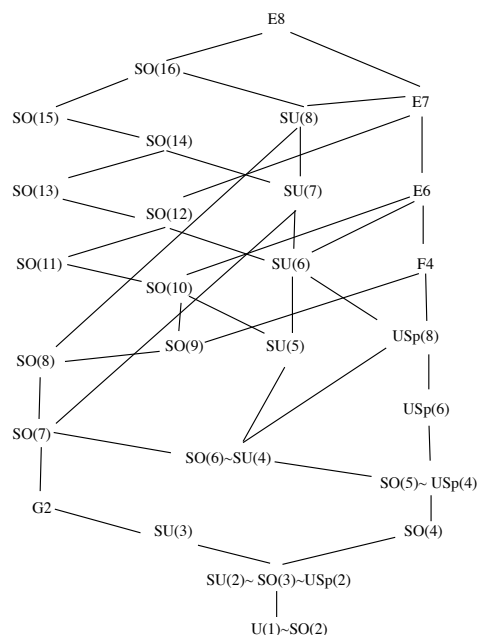 E8
SO(16)
E7
SO(15)
SU(8)
SO(14)
SO(13)
SU(7)
E6
SO(12)
SO(11)
SU(6)
F4
SO(10)
USp(8)
SO(9)
SU(5)
SO(8)
USp(6)
SO(7)
SO(6)~SU(4)
SO(5)~ USp(4)
G2
SU(3)
SO(4)
SU(2)~ SO(3)~USp(2)
U(1)~SO(2)